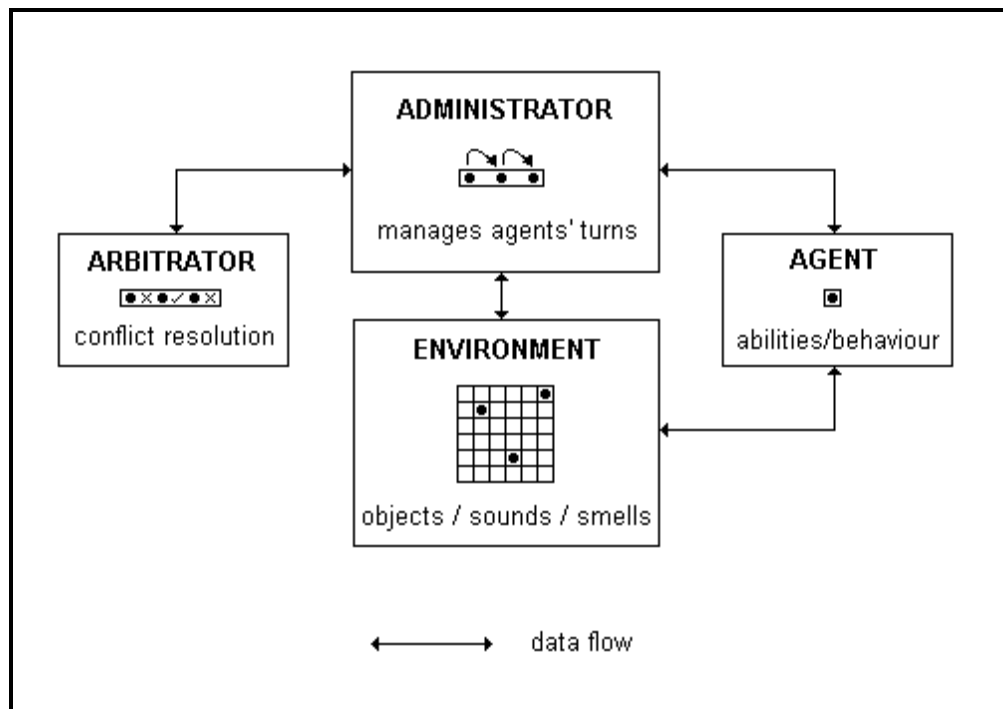 ADMINISTRATOR
manages agents' turns
ARBITRATOR
conflict resolution
AGENT
abilities/behaviour
ENVIRONMENT
objects / sounds / smells
data flow